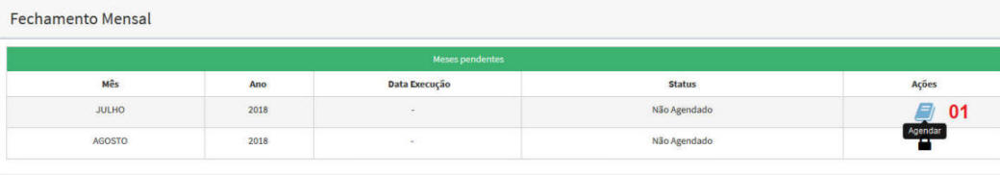 Fechamento Mensal
Meses pendentes
Mês Ano Data Execução Status Ações
JULHO 2018 - Não Agendado 01
Agendar
AGOSTO 2018 - Não Agendado